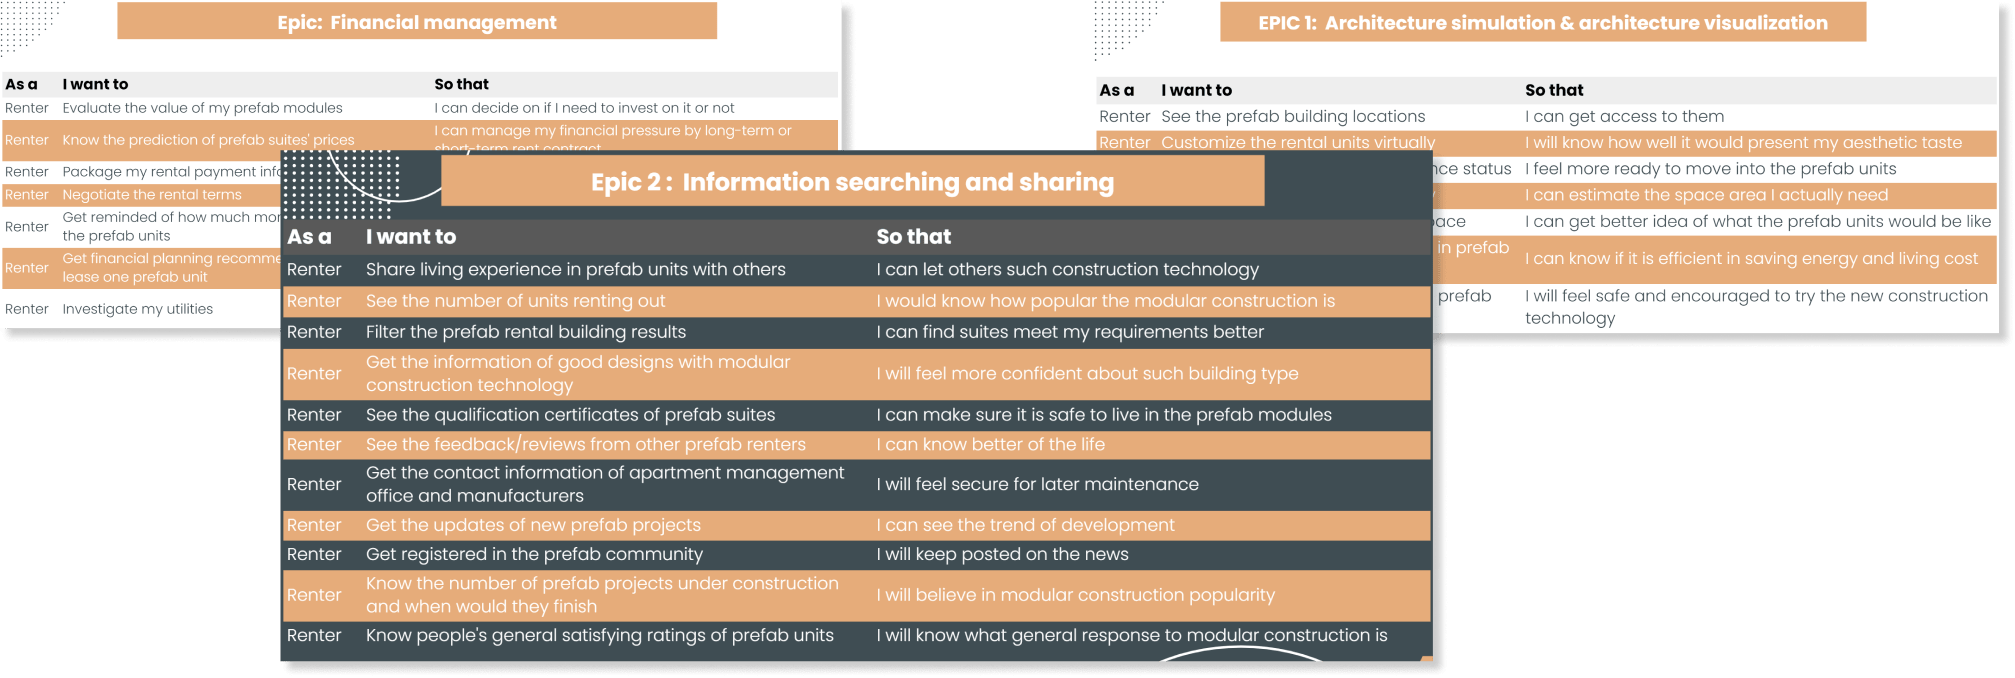 Epic: Financial management
As a I want to So that
Renter Evaluate the value of my prefab modules I can decide on if I need to invest on it or not
Renter Know the prediction of prefab suites' prices I can manage my financial pressure by long-term or
short-term rent contract
Renter Package my rental payment
Renter Negotiate the rental terms
Renter Get reminded of how much
the prefab units
Renter Get financial planning
lease one prefab unit
Renter Investigate my utilities
EPIC 1: Architecture simulation & architecture visualization
As a I want to So that
Renter See the prefab building locations I can get access to them
Renter Customize the rental units virtually I will know how well it would present my aesthetic taste
status I feel more ready to move into the prefab units
I can estimate the space area I actually need
I can get better idea of what the prefab units would be like
in prefab I can know if it is efficient in saving energy and living cost
prefab I will feel safe and encouraged to try the new construction
technology
Epic 2 : Information searching and sharing
As a I want to So that
Renter Share living experience in prefab units with others I can let others such construction technology
Renter See the number of units renting out I would know how popular the modular construction is
Renter Filter the prefab rental building results I can find suites meet my requirements better
Renter Get the information of good designs with modular
construction technology I will feel more confident about such building type
Renter See the qualification certificates of prefab suites I can make sure it is safe to live in the prefab modules
Renter See the feedback/reviews from other prefab renters I can know better of the life
Renter Get the contact information of apartment management
office and manufacturers I will feel secure for later maintenance
Renter Get the updates of new prefab projects I can see the trend of development
Renter Get registered in the prefab community I will keep posted on the news
Renter Know the number of prefab projects under construction
and when would they finish I will believe in modular construction popularity
Renter Know people's general satisfying ratings of prefab units I will know what general response to modular construction is